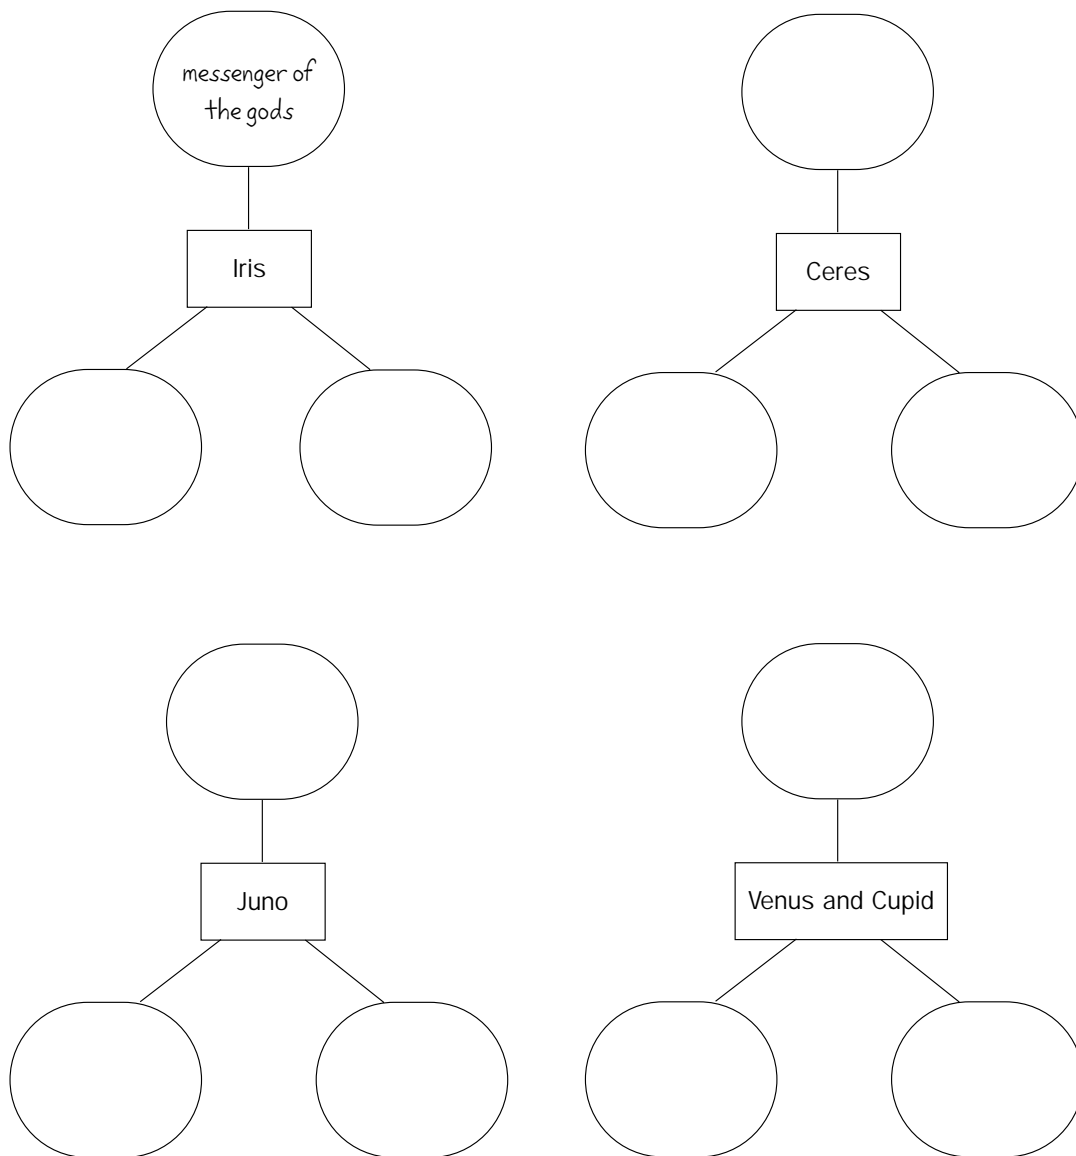 messenger of
the gods
Iris
Ceres
Juno
Venus and Cupid